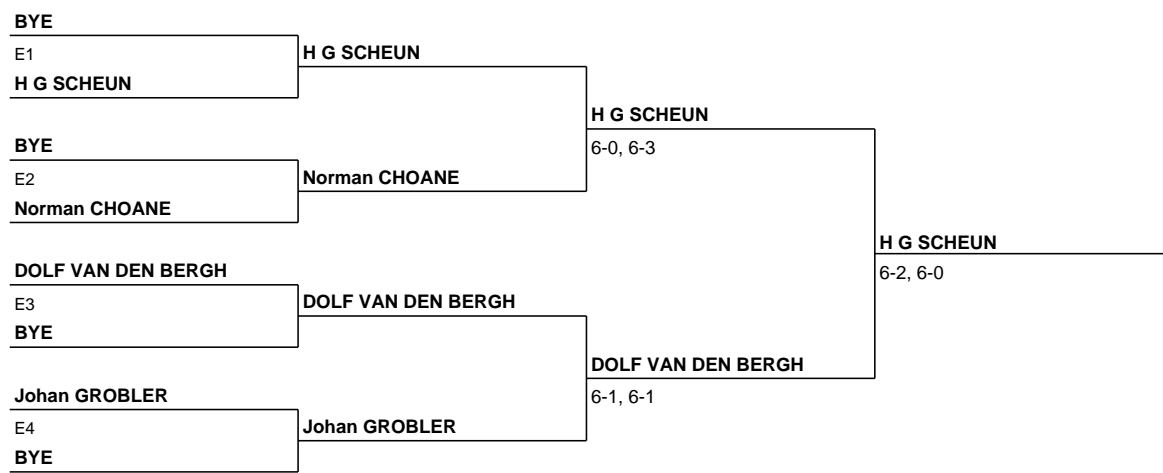 BYE
E1
H G SCHEUN
H G SCHEUN
H G SCHEUN
6-0, 6-3
BYE
E2
Norman CHOANE
Norman CHOANE
H G SCHEUN
6-2, 6-0
DOLF VAN DEN BERGH
E3
BYE
DOLF VAN DEN BERGH
DOLF VAN DEN BERGH
6-1, 6-1
Johan GROBLER
E4
BYE
Johan GROBLER